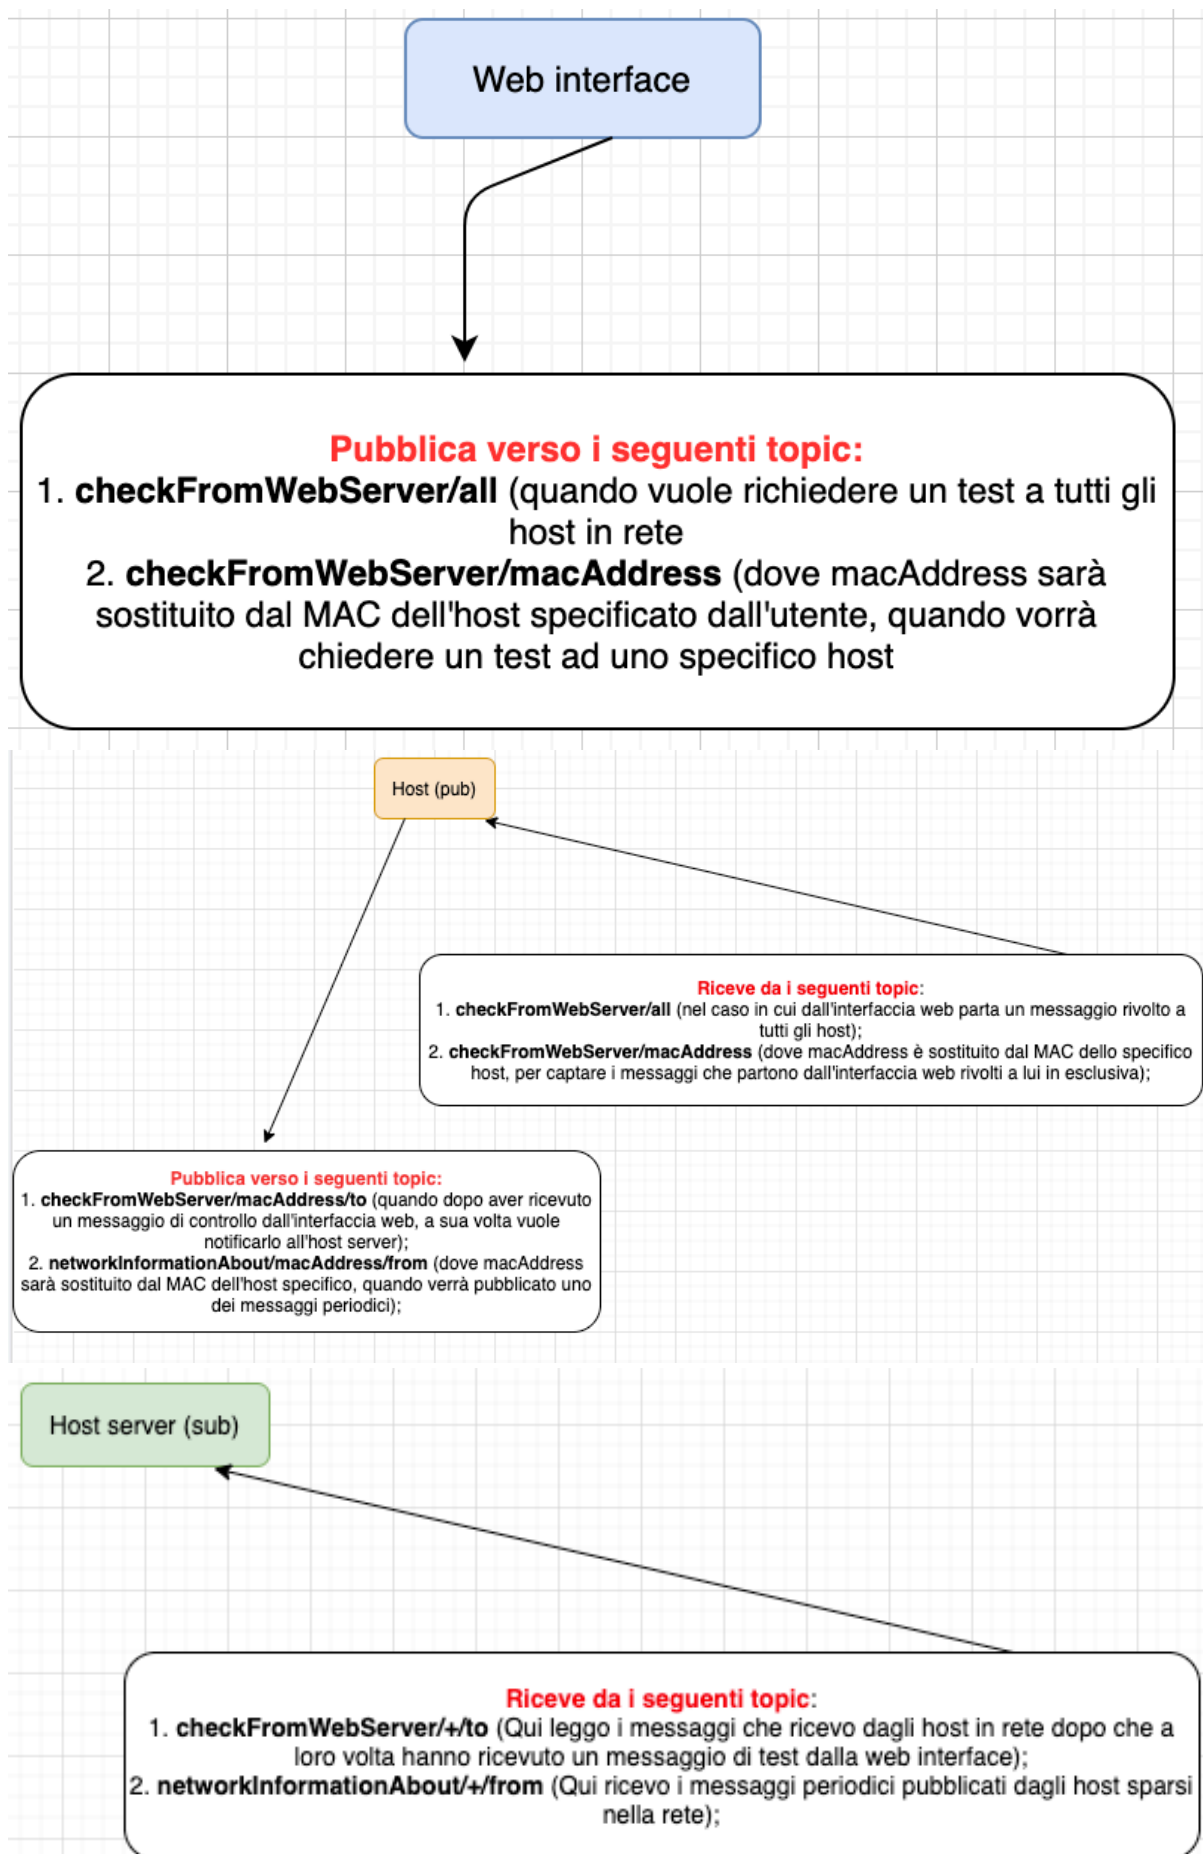 Web interface
Pubblica verso i seguenti topic:
1. checkFromWebServer/all (quando vuole richiedere un test a tutti gli
host in rete
2. checkFromWebServer/macAddress (dove macAddress sarà
sostituito dal MAC dell'host specificato dall'utente, quando vorrà
chiedere un test ad uno specifico host
Host (pub)
Riceve da i seguenti topic:
1. checkFromWebServer/all (nel caso in cui dall'interfaccia web parta un messaggio rivolto a
tutti gli host);
2. checkFromWebServer/macAddress (dove macAddress è sostituito dal MAC dello specifico
host, per captare i messaggi che partono dall'interfaccia web rivolti a lui in esclusiva);
Pubblica verso i seguenti topic:
1. checkFromWebServer/macAddress/to (quando dopo aver ricevuto
un messaggio di controllo dall'interfaccia web, a sua volta vuole
notificarlo all'host server);
2. networkInformationAbout/macAddress/from (dove macAddress
sarà sostituito dal MAC dell'host specifico, quando verrà pubblicato uno
dei messaggi periodici);
Host server (sub)
Riceve da i seguenti topic:
1. checkFromWebServer/+/to (Qui leggo i messaggi che ricevo dagli host in rete dopo che a
loro volta hanno ricevuto un messaggio di test dalla web interface);
2. networkInformationAbout/+/from (Qui ricevo i messaggi periodici pubblicati dagli host sparsi
nella rete);